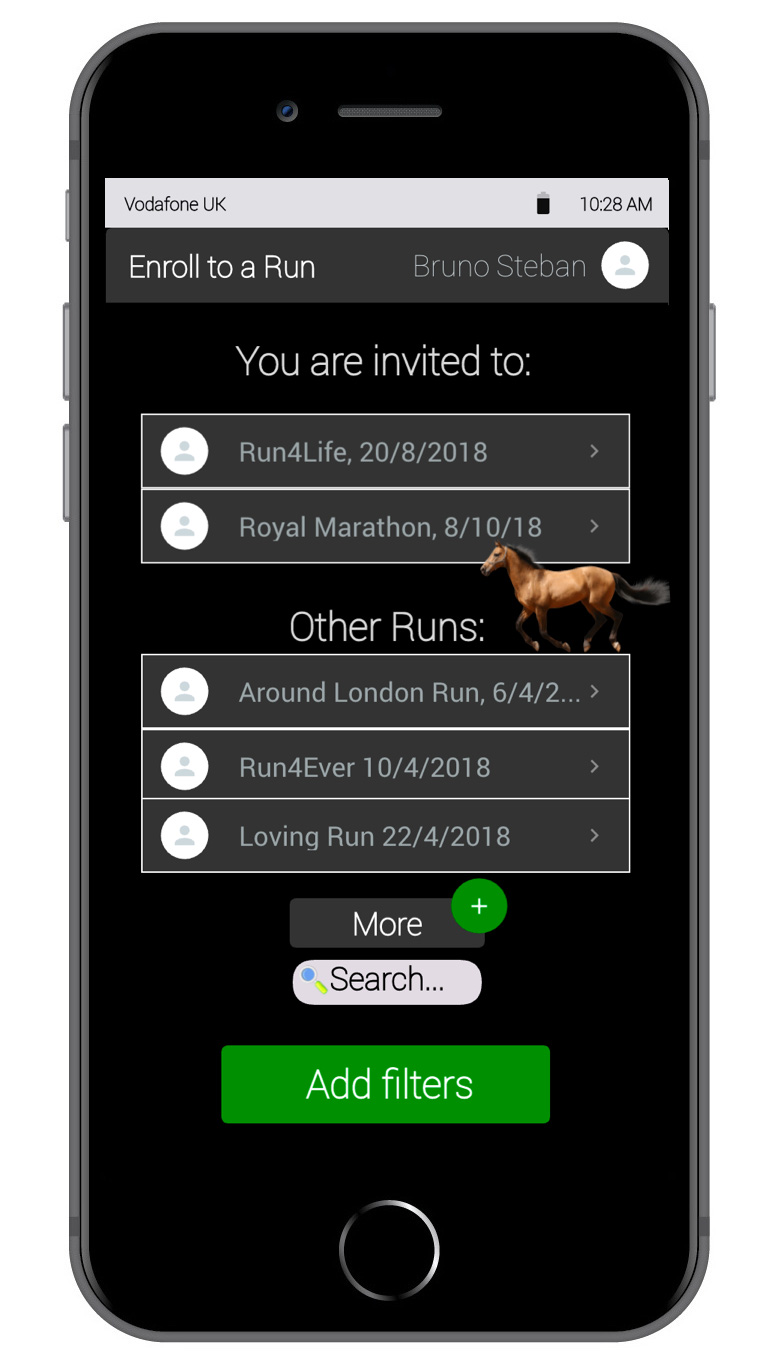 Vodafone UK 10:28 AM
Enroll to a Run Bruno Steban
You are invited to:
Run4Life, 20/8/2018
Royal Marathon, 8/10/18
Other Runs:
Around London Run, 6/4/2...
Run4Ever 10/4/2018
Loving Run 22/4/2018
More +
Search...
Add filters